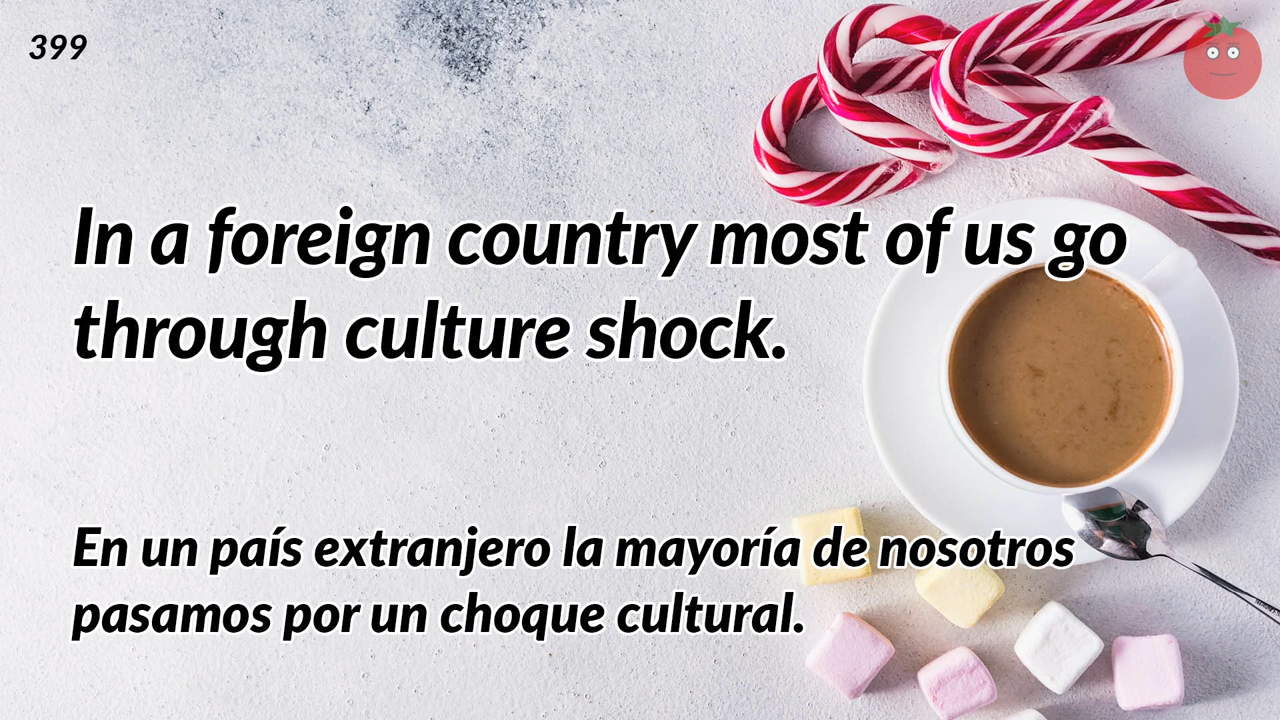 399
In a foreign country most of us go
through culture shock.
En un país extranjero la mayoría de nosotros
pasamos por un choque cultural.